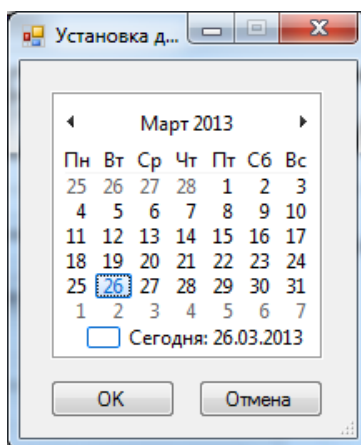 Установка д...
Март 2013
Пн Вт Ср Чт Пт Сб Вс
25 26 27 28 1 2 3
4 5 6 7 8 9 10
11 12 13 14 15 16 17
18 19 20 21 22 23 24
25 26 27 28 29 30 31
1 2 3 4 5 6 7
Сегодня: 26.03.2013
OK Отмена